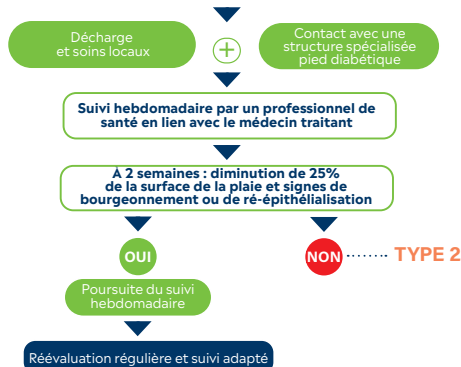 Décharge
et soins locaux
+
Contact avec une
structure spécialisée
pied diabétique
Suivi hebdomadaire par un professionnel de
santé en lien avec le médecin traitant
À 2 semaines : diminution de 25%
de la surface de la plaie et signes de
bourgeonnement ou de ré-épithélialisation
OUI
NON ....... TYPE 2
Poursuite du suivi
hebdomadaire
Réévaluation régulière et suivi adapté